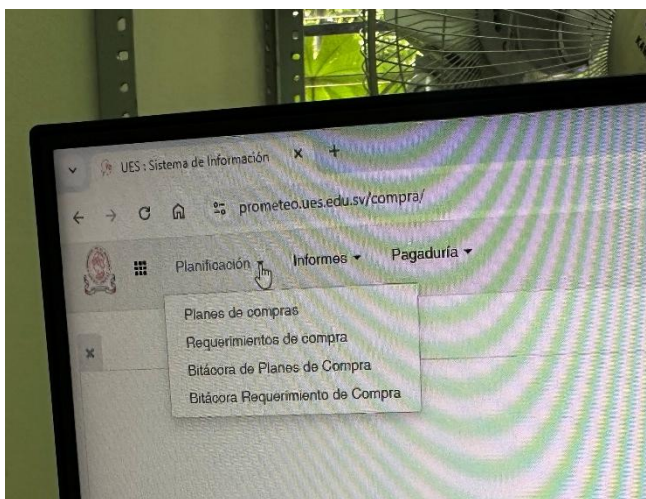 UES : Sistema de Información
prometeo.ues.edu.sv/compra/
Planificación Informes Pagaduría
Planes de compras
Requerimientos de compra
Bitácora de Planes de Compra
Bitácora Requerimiento de Compra